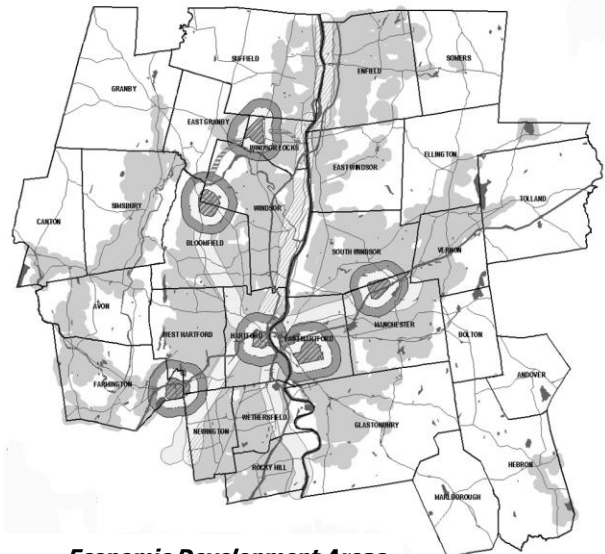 SUFFIELD
ENFIELD
SOMERS
GRANBY
EAST GRANBY
WINDSOR LOCKS
EAST WINDSOR
ELLINGTON
TOLLAND
CANTON
SIMSBURY
WINDSOR
BLOOMFIELD
SOUTH WINDSOR
VERNON
AVON
WEST HARTFORD
HARTFORD
EAST HARTFORD
MANCHESTER
BOLTON
ANDOVER
FARMINGTON
NEWINGTON
WETHERSFIELD
GLASTONBURY
HEBRON
ROCKY HILL
MARLBOROUGH
Economic Development Areas